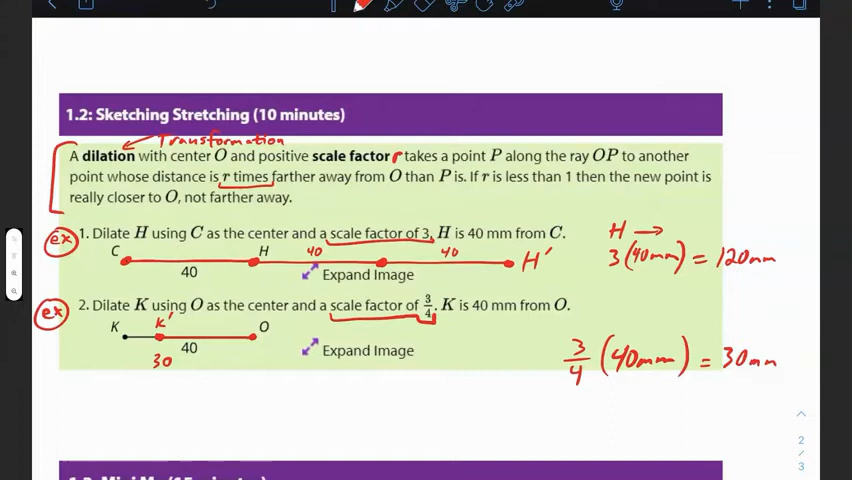 1.2: Sketching Stretching (10 minutes)
Transformation
A dilation with center O and positive scale factor r takes a point P along the ray OP to another
point whose distance is r times farther away from O than P is. If r is less than 1 then the new point is
really closer to O, not farther away.
ex 1. Dilate H using C as the center and a scale factor of 3. H is 40 mm from C.
H →
C H 40 40 H'
3(40mm) = 120mm
40
Expand Image
ex 2. Dilate K using O as the center and a scale factor of 3/4. K is 40 mm from O.
K K' O
40
30
Expand Image
3/4 (40mm) = 30mm
2
/
3